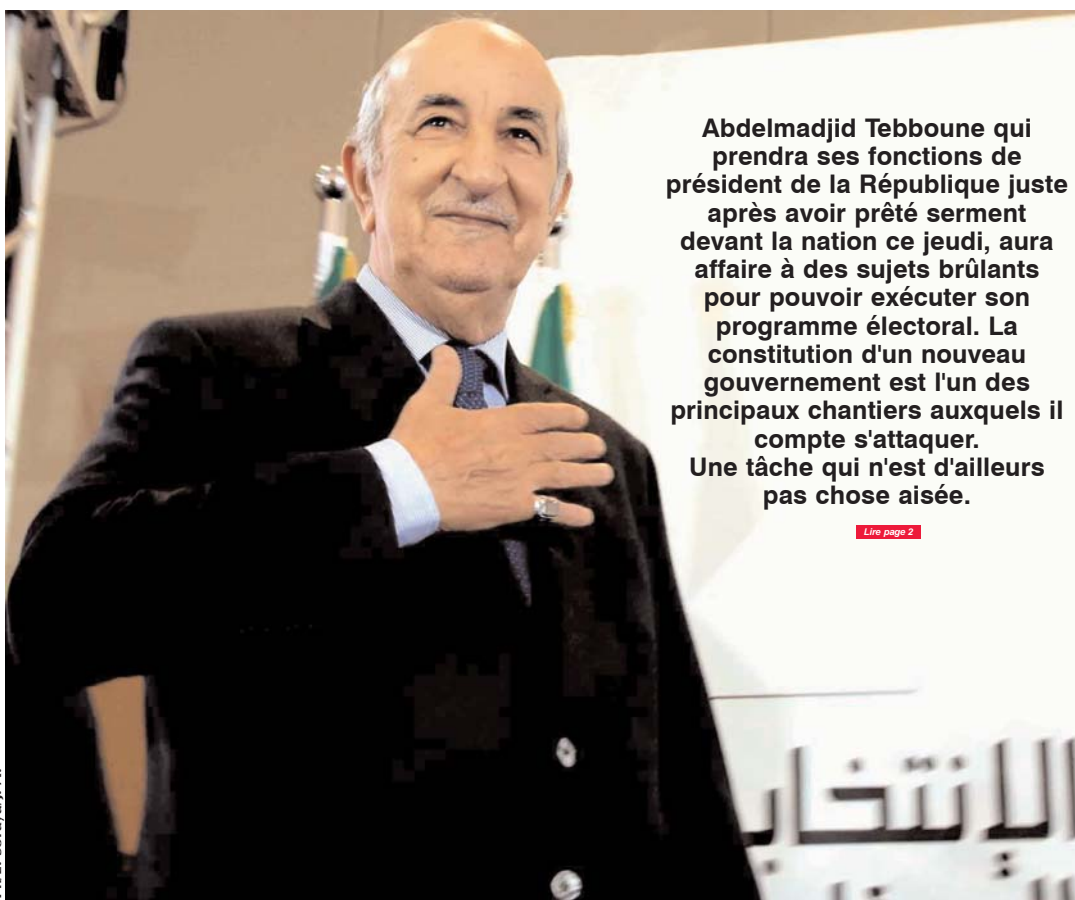 Abdelmadjid Tebboune qui
prendra ses fonctions de
président de la République juste
après avoir prêté serment
devant la nation ce jeudi, aura
affaire à des sujets brûlants
pour pouvoir exécuter son
programme électoral. La
constitution d'un nouveau
gouvernement est l'un des
principaux chantiers auxquels il
compte s'attaquer.
Une tâche qui n'est d'ailleurs
pas chose aisée.
Lire page 2